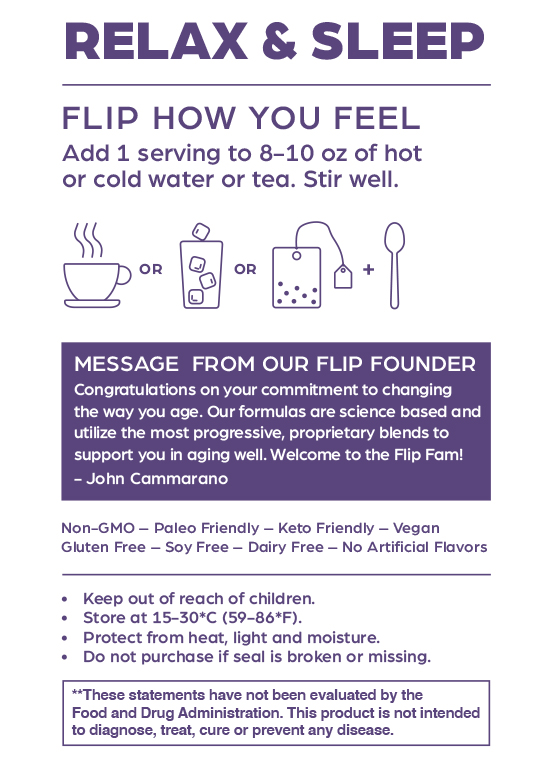 RELAX & SLEEP
FLIP HOW YOU FEEL
Add 1 serving to 8–10 oz of hot
or cold water or tea. Stir well.
OR OR +
MESSAGE FROM OUR FLIP FOUNDER
Congratulations on your commitment to changing
the way you age. Our formulas are science based and
utilize the most progressive, proprietary blends to
support you in aging well. Welcome to the Flip Fam!
– John Cammarano
Non-GMO – Paleo Friendly – Keto Friendly – Vegan
Gluten Free – Soy Free – Dairy Free – No Artificial Flavors
• Keep out of reach of children.
• Store at 15-30*C (59-86*F).
• Protect from heat, light and moisture.
• Do not purchase if seal is broken or missing.
**These statements have not been evaluated by the
Food and Drug Administration. This product is not intended
to diagnose, treat, cure or prevent any disease.